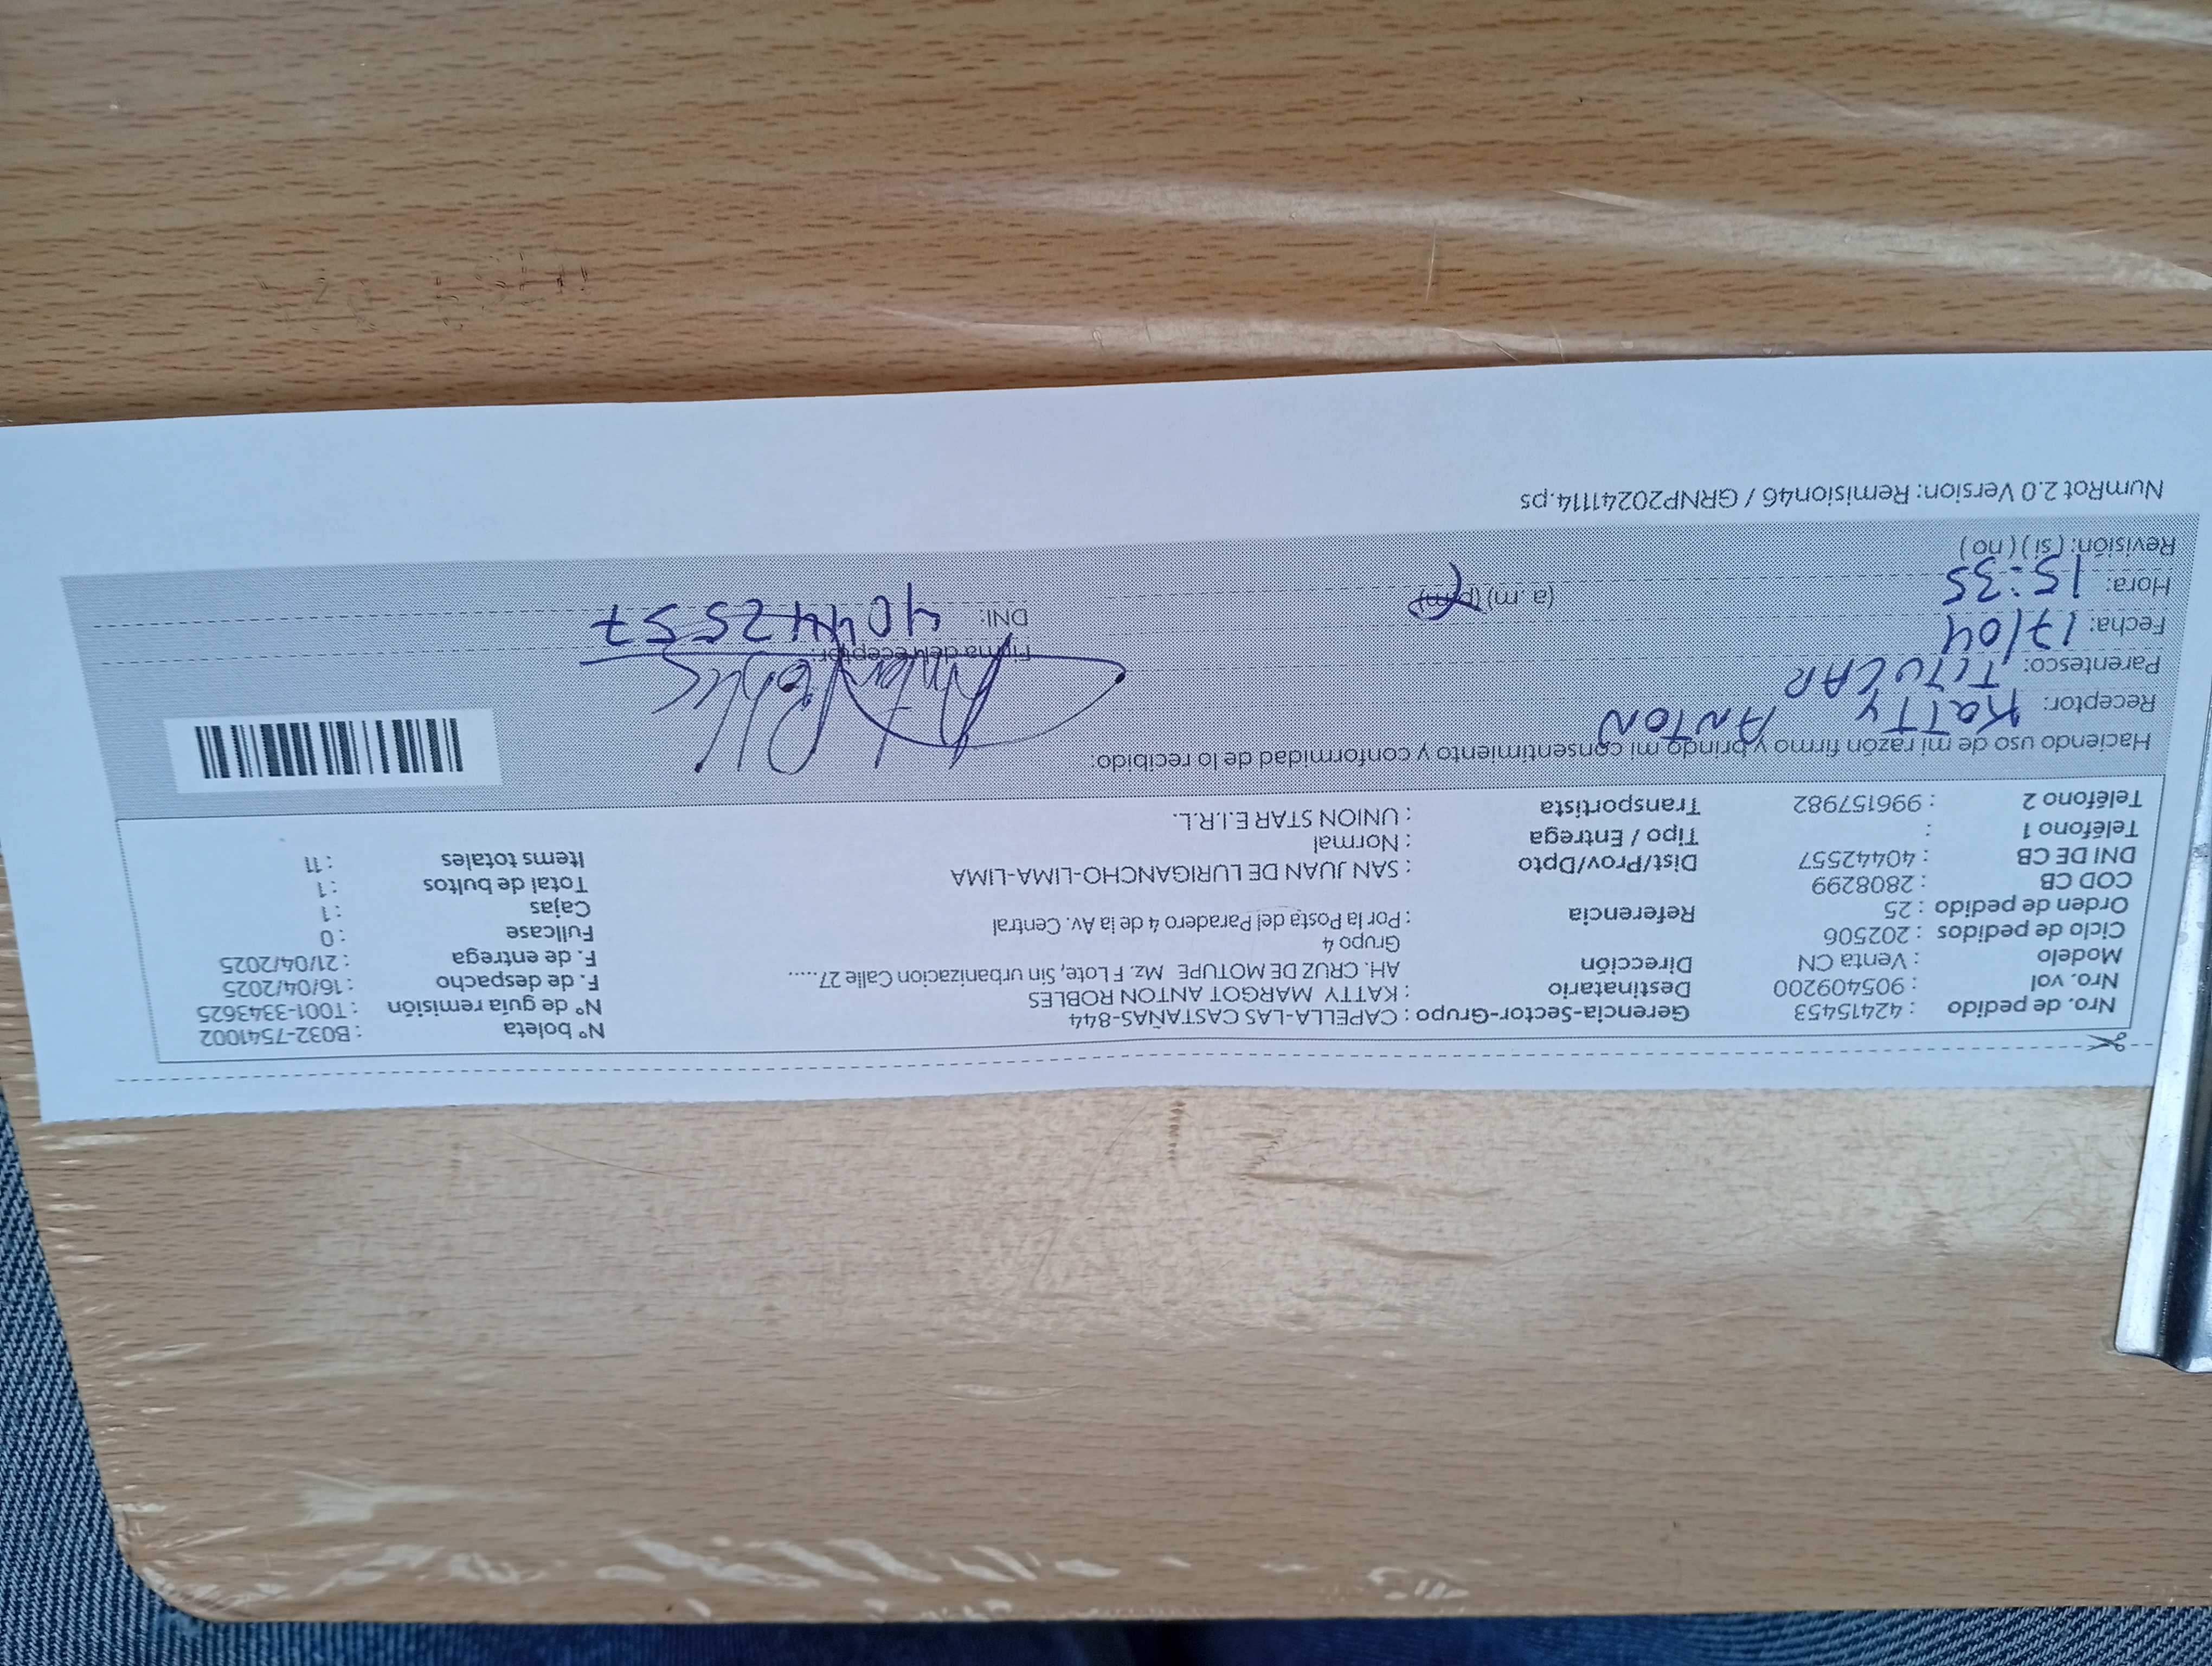 Nro. de pedido : 42415453 Gerencia-Sector-Grupo : CAPELLA-LAS CASTAÑAS-844 N° boleta : B032-7541002
Nro. vol : 905409200 Destinatario : KATTY MARGOT ANTON ROBLES N° de guía remisión : T001-3343625
Modelo : Venta CN Dirección AH. CRUZ DE MOTUPE Mz. F Lote, Sin urbanizacion Calle 27...... F. de despacho : 16/04/2025
Grupo 4
Ciclo de pedidos : 202506 F. de entrega : 21/04/2025
Orden de pedido : 25 Referencia : Por la Posta del Paradero 4 de la Av. Central Fullcase : 0
COD CB : 2808299 Cajas : 1
DNI DE CB : 40442557 Dist/Prov/Dpto : SAN JUAN DE LURIGANCHO-LIMA-LIMA Total de bultos : 1
Teléfono 1 : Tipo / Entrega : Normal Items totales : 11
Teléfono 2 : 996157982 Transportista : UNION STAR E.I.R.L.
Haciendo uso de mi razón firmo y brindo mi consentimiento y conformidad de lo recibido:
Receptor: KATTY ANTON
Parentesco: TITULAR Firma del receptor: Anton Robles
Fecha: 17/04 DNI: 40442557
Hora: 15:35 (a.m) (p.m)
Revisión: (si) (no)
NumRot 2.0 Version: Remision46 / GRNP20241114.ps